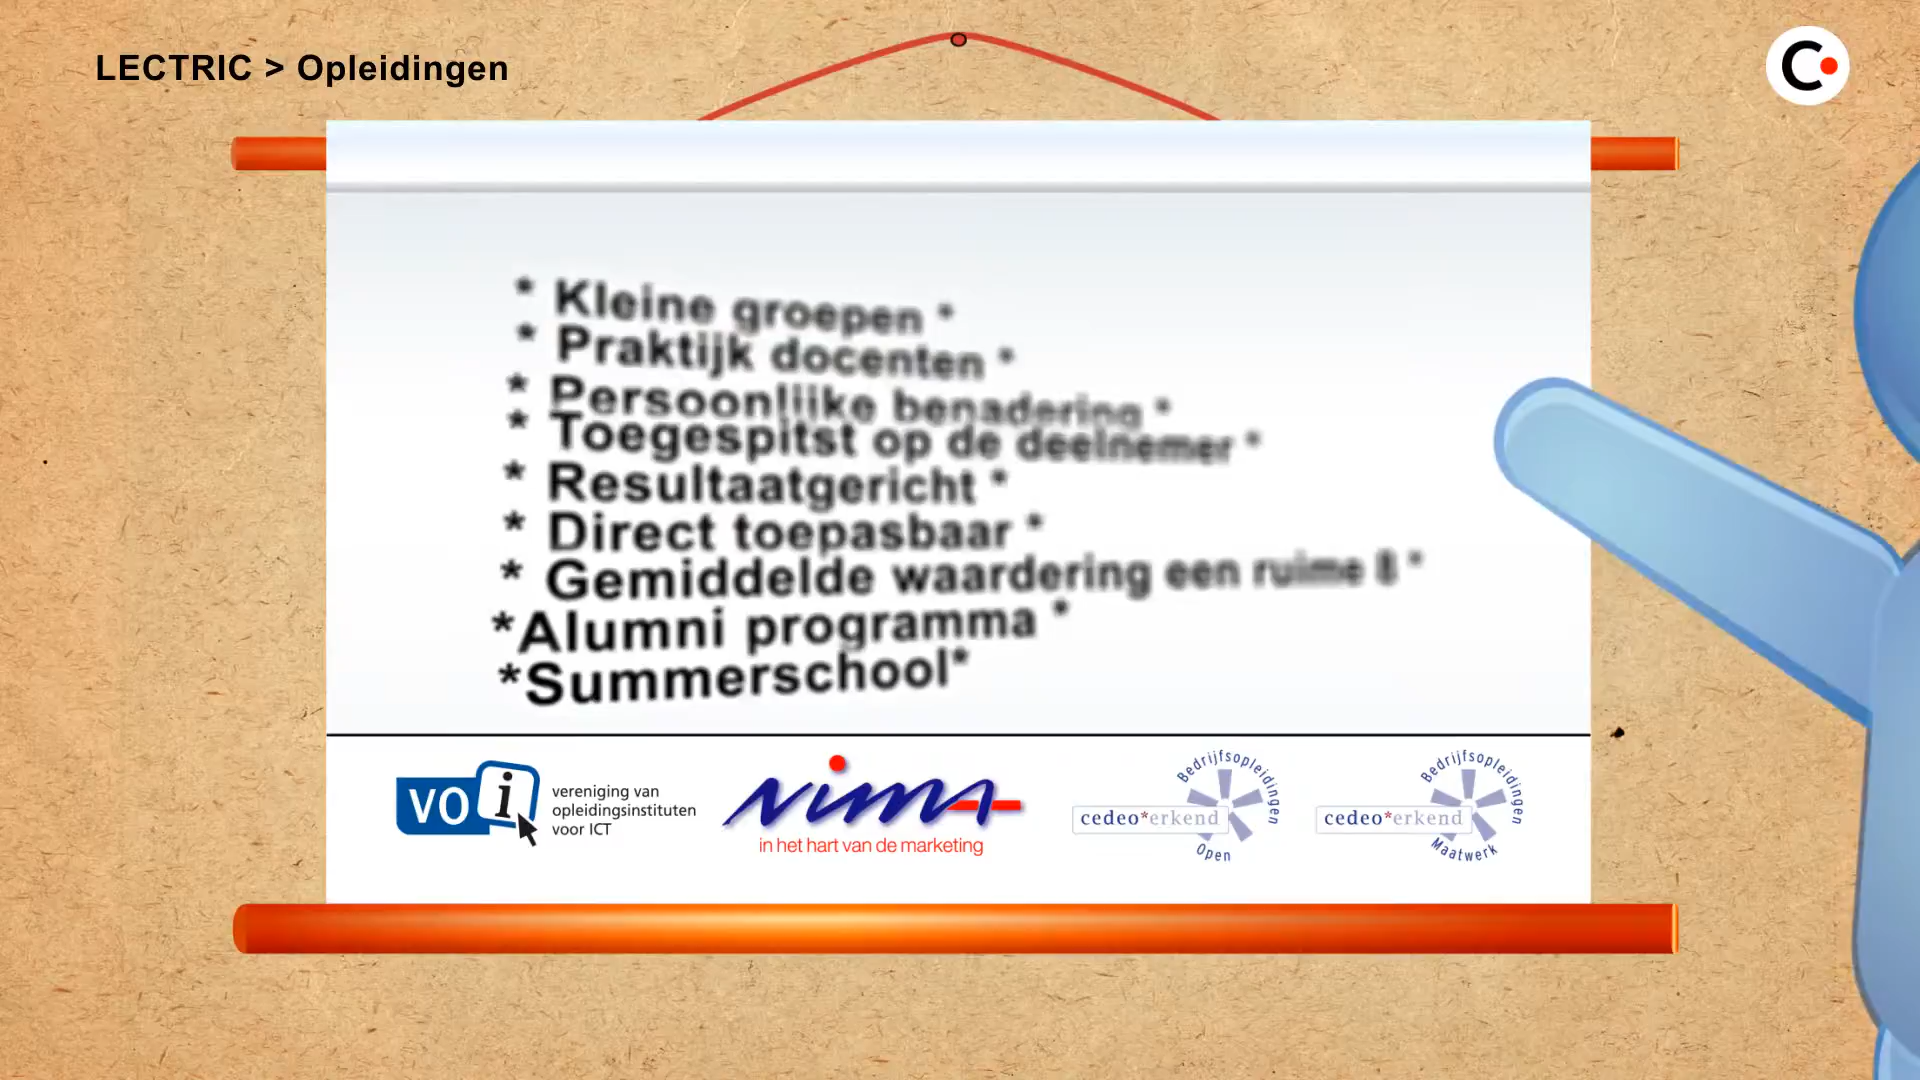 LECTRIC > Opleidingen
C
* Kleine groepen *
* Praktijk docenten *
* Persoonlijke benadering *
* Toegespitst op de deelnemer *
* Resultaatgericht *
* Direct toepasbaar *
* Gemiddelde waardering een ruime 8 *
*Alumni programma *
*Summerschool*
VOi
vereniging van
opleidingsinstituten
voor ICT
NIMA
in het hart van de marketing
Bedrijfsopleidingen
cedeo*erkend
Open
Bedrijfsopleidingen
cedeo*erkend
Maatwerk